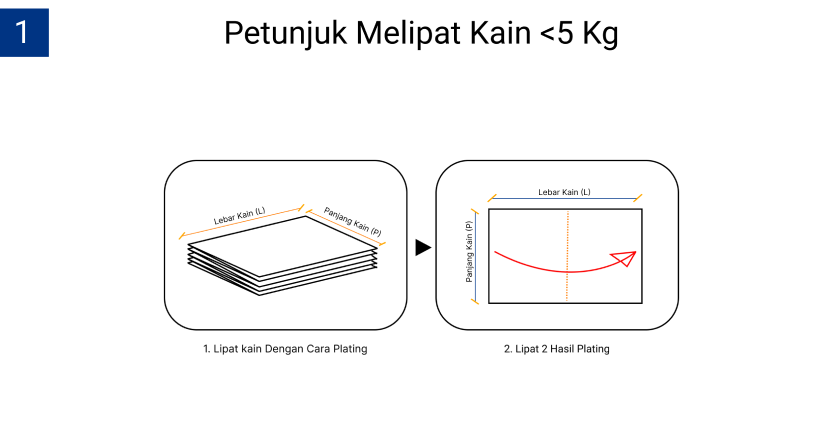 1
Petunjuk Melipat Kain <5 Kg
Lebar Kain (L)
Panjang Kain (P)
Lebar Kain (L)
Panjang Kain (P)
1. Lipat kain Dengan Cara Plating
2. Lipat 2 Hasil Plating